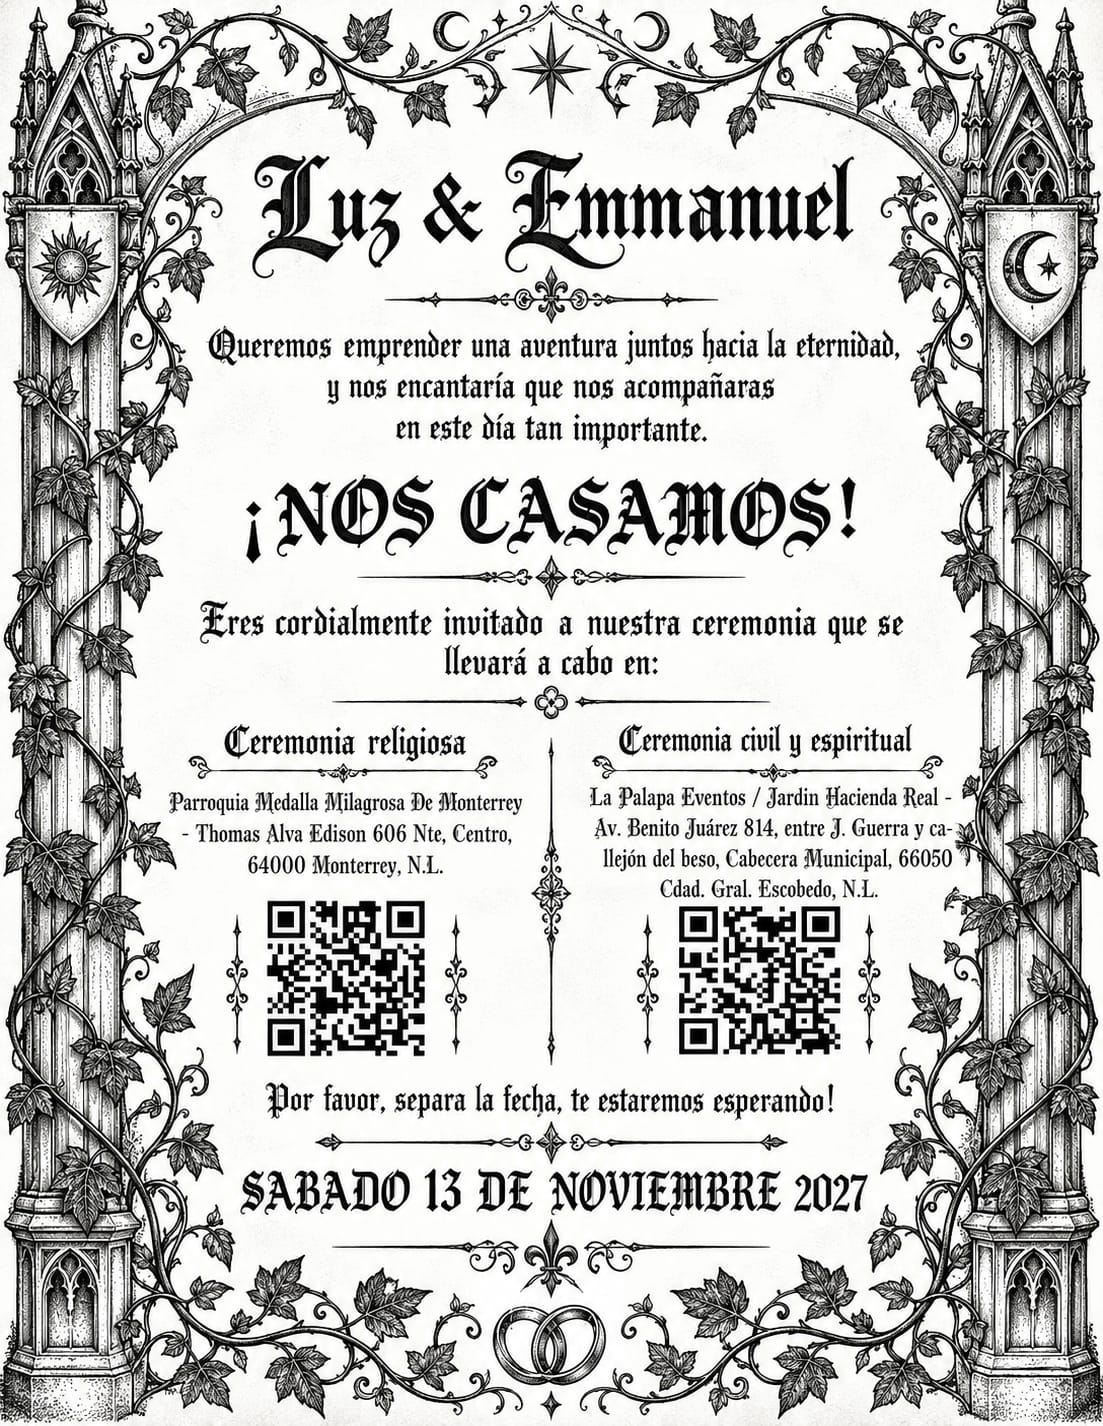 Luz & Emmanuel
Queremos emprender una aventura juntos hacia la eternidad,
y nos encantaría que nos acompañaras
en este día tan importante.
¡NOS CASAMOS!
Eres cordialmente invitado a nuestra ceremonia que se
llevará a cabo en:
Ceremonia religiosa
Parroquia Medalla Milagrosa De Monterrey
- Thomas Alva Edison 606 Nte, Centro,
64000 Monterrey, N.L.
Ceremonia civil y espiritual
La Palapa Eventos / Jardin Hacienda Real -
Av. Benito Juárez 814, entre J. Guerra y ca-
llejón del beso, Cabecera Municipal, 66050
Cdad. Gral. Escobedo, N.L.
Por favor, separa la fecha, te estaremos esperando!
SABADO 13 DE NOVIEMBRE 2027